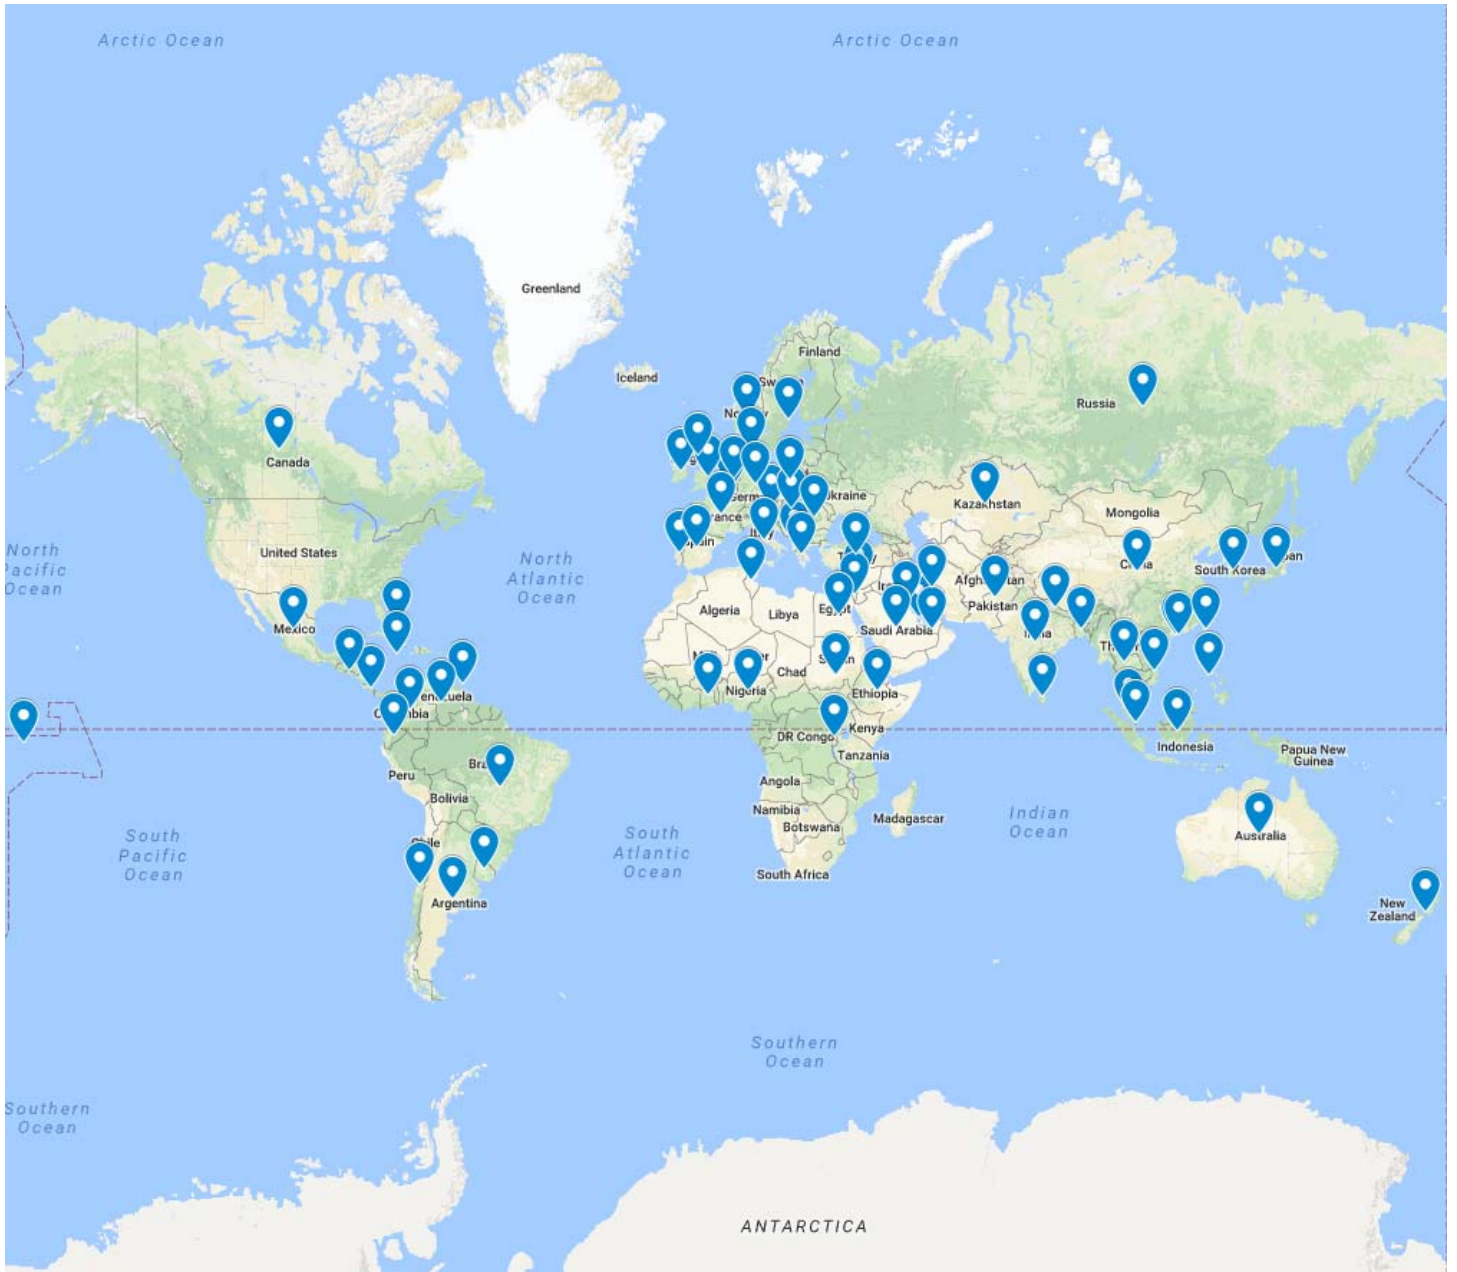 Arctic Ocean
Arctic Ocean
Greenland
Finland
Iceland
Russia
Canada
Kazakhstan
Mongolia
United States
North
Pacific
Ocean
North
Atlantic
Ocean
South Korea
Algeria
Libya
Pakistan
Mexico
Saudi Arabia
Chad
Nigeria
Ethiopia
Kenya
DR Congo
Tanzania
Indonesia
Papua New
Guinea
Peru
Bolivia
Angola
Namibia
Botswana
Madagascar
Indian
Ocean
Australia
South
Pacific
Ocean
South
Atlantic
Ocean
South Africa
Argentina
New
Zealand
Southern
Ocean
Southern
Ocean
ANTARCTICA